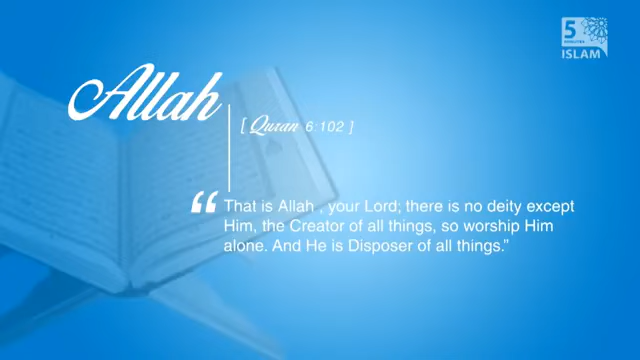 5
MINUTES
ISLAM
Allah
[ Quran 6:102 ]
“ That is Allah , your Lord; there is no deity except
Him, the Creator of all things, so worship Him
alone. And He is Disposer of all things.”